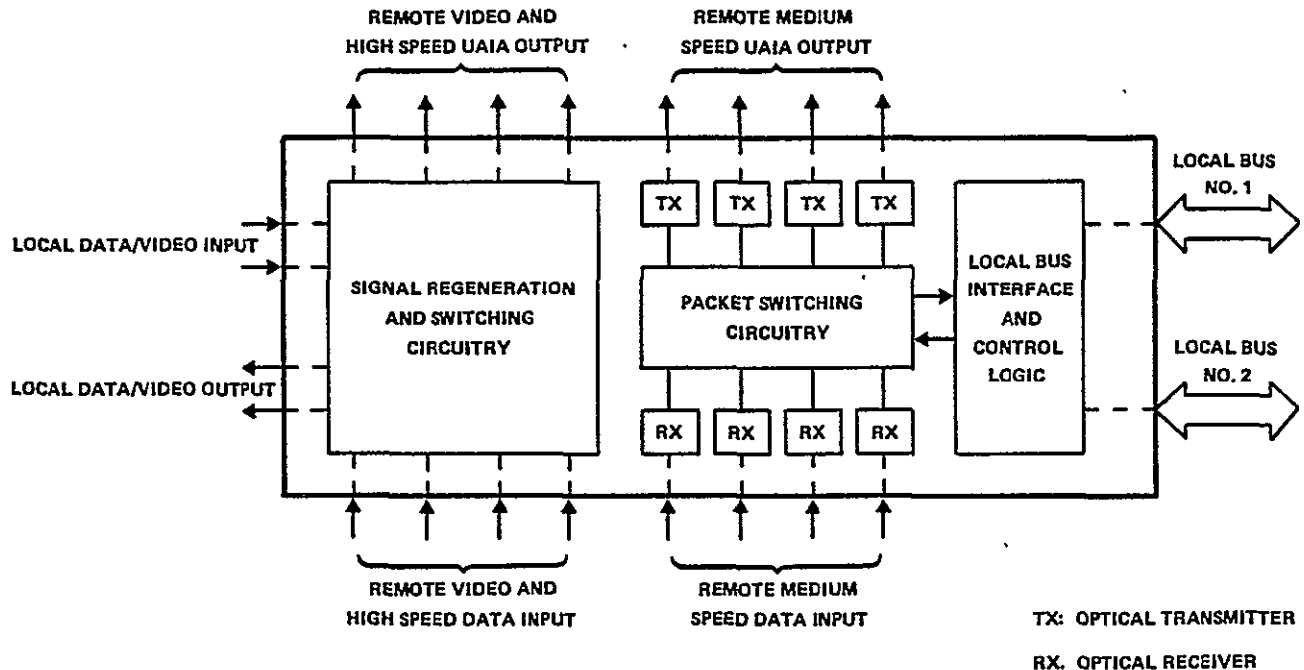 REMOTE VIDEO AND
HIGH SPEED UAIA OUTPUT
REMOTE MEDIUM
SPEED UAIA OUTPUT
LOCAL BUS
NO. 1
TX
TX
TX
TX
LOCAL DATA/VIDEO INPUT
SIGNAL REGENERATION
AND SWITCHING
CIRCUITRY
PACKET SWITCHING
CIRCUITRY
LOCAL BUS
INTERFACE
AND
CONTROL
LOGIC
LOCAL BUS
NO. 2
LOCAL DATA/VIDEO OUTPUT
RX
RX
RX
RX
REMOTE VIDEO AND
HIGH SPEED DATA INPUT
REMOTE MEDIUM
SPEED DATA INPUT
TX: OPTICAL TRANSMITTER
RX. OPTICAL RECEIVER